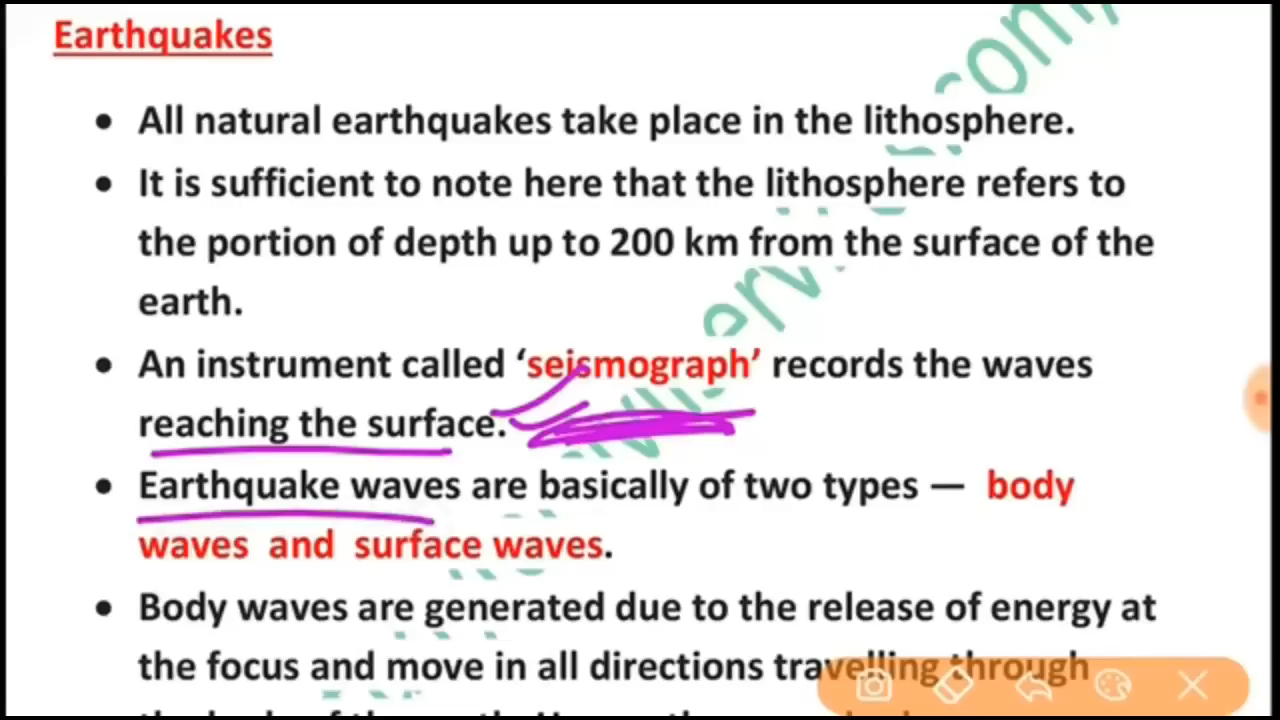 Earthquakes
• All natural earthquakes take place in the lithosphere.
• It is sufficient to note here that the lithosphere refers to
the portion of depth up to 200 km from the surface of the
earth.
• An instrument called ‘seismograph’ records the waves
reaching the surface.
• Earthquake waves are basically of two types — body
waves and surface waves.
• Body waves are generated due to the release of energy at
the focus and move in all directions travelling through